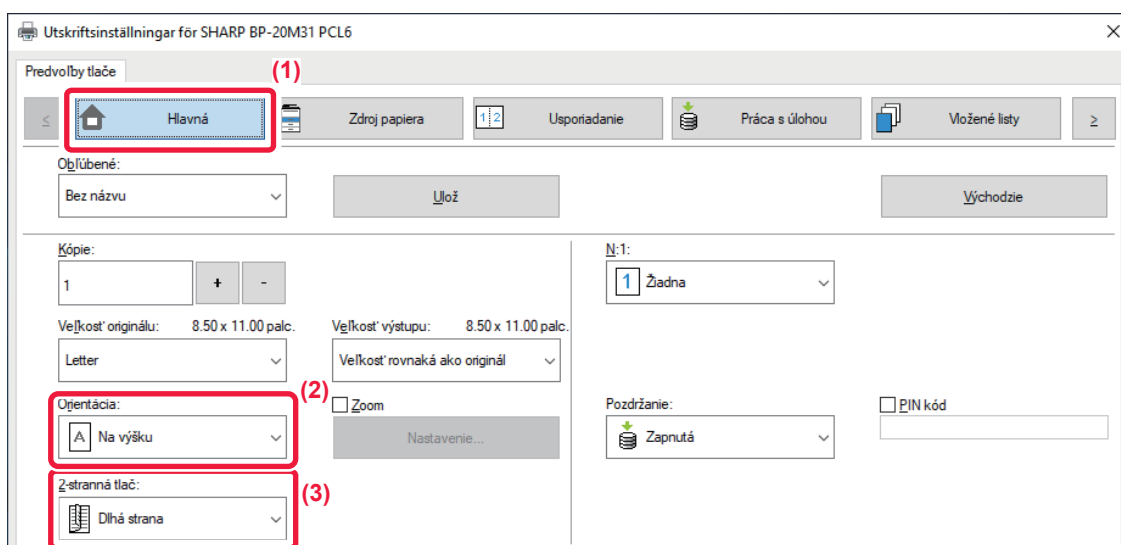 Utskriftsinställningar för SHARP BP-20M31 PCL6
Predvoľby tlače
(1)
< Hlavná Zdroj papiera 1 2 Usporiadanie Práca s úlohou Vložené listy >
Obľúbené:
Bez názvu Ulož Východzie
Kópie: N:1:
1 + - 1 Žiadna
Veľkosť originálu: 8.50 x 11.00 palc. Veľkosť výstupu: 8.50 x 11.00 palc.
Letter Veľkosť rovnaká ako originál
(2)
Orientácia: Zoom Pozdržanie: PIN kód
A Na výšku Nastavenie... Zapnutá
2-stranná tlač: (3)
Dlhá strana